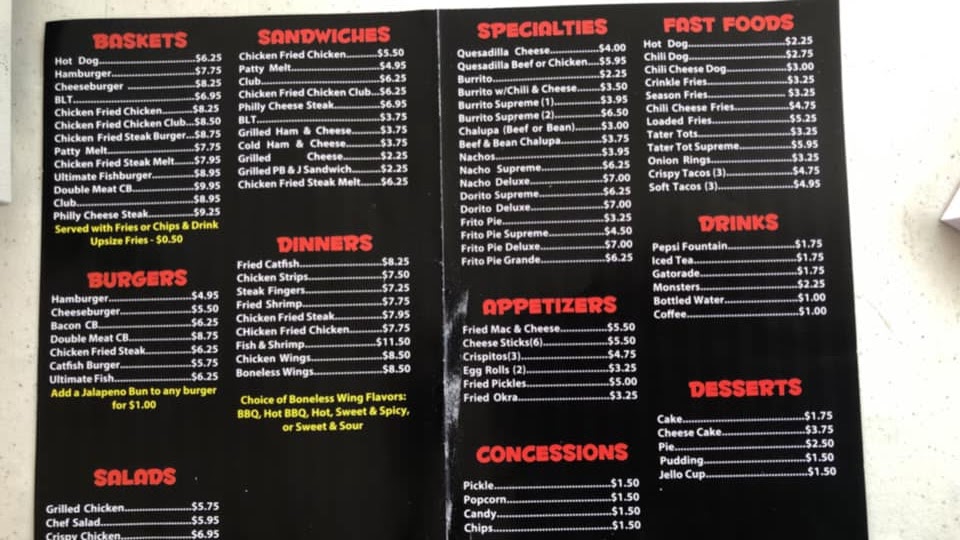 BASKETS
Hot Dog $6.25
Hamburger $7.75
Cheeseburger $8.25
BLT $6.95
Chicken Fried Chicken $8.25
Chicken Fried Chicken Club $8.50
Chicken Fried Steak Burger $8.75
Patty Melt $7.75
Chicken Fried Steak Melt $7.95
Ultimate Fishburger $8.95
Double Meat CB $9.95
Club $8.95
Philly Cheese Steak $9.25
Served with Fries or Chips & Drink
Upsize Fries - $0.50
BURGERS
Hamburger $4.95
Cheeseburger $5.50
Bacon CB $6.25
Double Meat CB $8.75
Chicken Fried Steak $6.25
Catfish Burger $5.75
Ultimate Fish $6.25
Add a Jalapeno Bun to any burger
for $1.00
SALADS
Grilled Chicken $5.75
Chef Salad $5.95
Crispy Chicken $6.95
SANDWICHES
Chicken Fried Chicken $5.50
Patty Melt $4.95
Club $6.25
Chicken Fried Chicken Club $6.25
Philly Cheese Steak $6.95
BLT $3.75
Grilled Ham & Cheese $3.75
Cold Ham & Cheese $3.75
Grilled Cheese $2.25
Grilled PB & J Sandwich $2.25
Chicken Fried Steak Melt $6.25
DINNERS
Fried Catfish $8.25
Chicken Strips $7.50
Steak Fingers $7.25
Fried Shrimp $7.75
Chicken Fried Steak $7.95
CHicken Fried Chicken $7.75
Fish & Shrimp $11.50
Chicken Wings $8.50
Boneless Wings $8.50
Choice of Boneless Wing Flavors:
BBQ, Hot BBQ, Hot, Sweet & Spicy,
or Sweet & Sour
SPECIALTIES
Quesadilla Cheese $4.00
Quesadilla Beef or Chicken $5.95
Burrito $2.25
Burrito w/Chili & Cheese $3.50
Burrito Supreme (1) $3.95
Burrito Supreme (2) $6.50
Chalupa (Beef or Bean) $3.00
Beef & Bean Chalupa $3.75
Nachos $3.95
Nacho Supreme $6.25
Nacho Deluxe $7.00
Dorito Supreme $6.25
Dorito Deluxe $7.00
Frito Pie $3.25
Frito Pie Supreme $4.50
Frito Pie Deluxe $7.00
Frito Pie Grande $6.25
APPETIZERS
Fried Mac & Cheese $5.50
Cheese Sticks(6) $5.50
Crispitos(3) $4.75
Egg Rolls (2) $3.25
Fried Pickles $5.00
Fried Okra $3.25
CONCESSIONS
Pickle $1.50
Popcorn $1.50
Candy $1.50
Chips $1.50
FAST FOODS
Hot Dog $2.25
Chili Dog $2.75
Chili Cheese Dog $3.00
Crinkle Fries $3.25
Season Fries $3.25
Chili Cheese Fries $4.75
Loaded Fries $5.25
Tater Tots $3.25
Tater Tot Supreme $5.95
Onion Rings $3.25
Crispy Tacos (3) $4.75
Soft Tacos (3) $4.95
DRINKS
Pepsi Fountain $1.75
Iced Tea $1.75
Gatorade $1.75
Monsters $2.25
Bottled Water $1.00
Coffee $1.00
DESSERTS
Cake $1.75
Cheese Cake $3.75
Pie $2.50
Pudding $1.50
Jello Cup $1.50